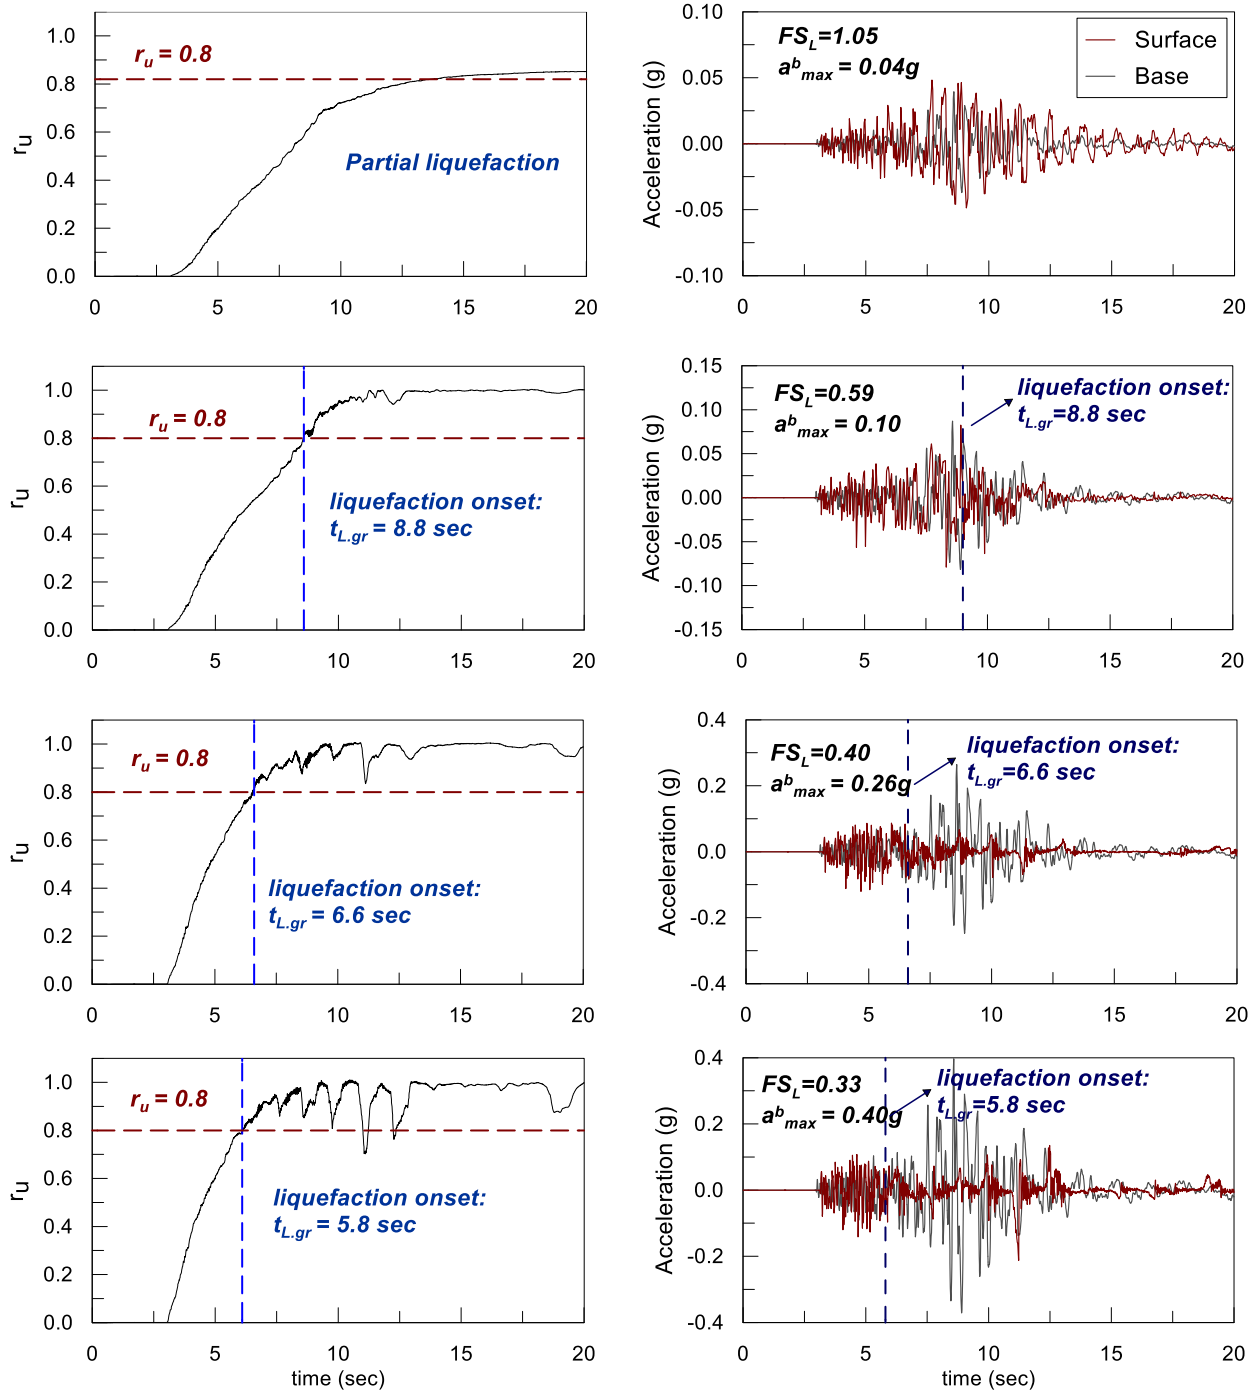 1.0
0.8
0.6
0.4
0.2
0.0
r_u
r_u = 0.8
Partial liquefaction
0 5 10 15 20
0.10
0.05
0.00
-0.05
-0.10
Acceleration (g)
FS_L=1.05
a^b_max = 0.04g
Surface
Base
0 5 10 15 20
1.0
0.8
0.6
0.4
0.2
0.0
r_u
r_u = 0.8
liquefaction onset:
t_L.gr = 8.8 sec
0 5 10 15 20
0.15
0.10
0.05
0.00
-0.05
-0.10
-0.15
Acceleration (g)
FS_L=0.59
a^b_max = 0.10
liquefaction onset:
t_L.gr=8.8 sec
0 5 10 15 20
1.0
0.8
0.6
0.4
0.2
0.0
r_u
r_u = 0.8
liquefaction onset:
t_L.gr = 6.6 sec
0 5 10 15 20
0.4
0.2
0.0
-0.2
-0.4
Acceleration (g)
FS_L=0.40
a^b_max = 0.26g
liquefaction onset:
t_L.gr=6.6 sec
0 5 10 15 20
1.0
0.8
0.6
0.4
0.2
0.0
r_u
r_u = 0.8
liquefaction onset:
t_L.gr = 5.8 sec
0 5 10 15 20
time (sec)
0.4
0.2
0.0
-0.2
-0.4
Acceleration (g)
FS_L=0.33
a^b_max = 0.40g
liquefaction onset:
t_L.gr=5.8 sec
0 5 10 15 20
time (sec)